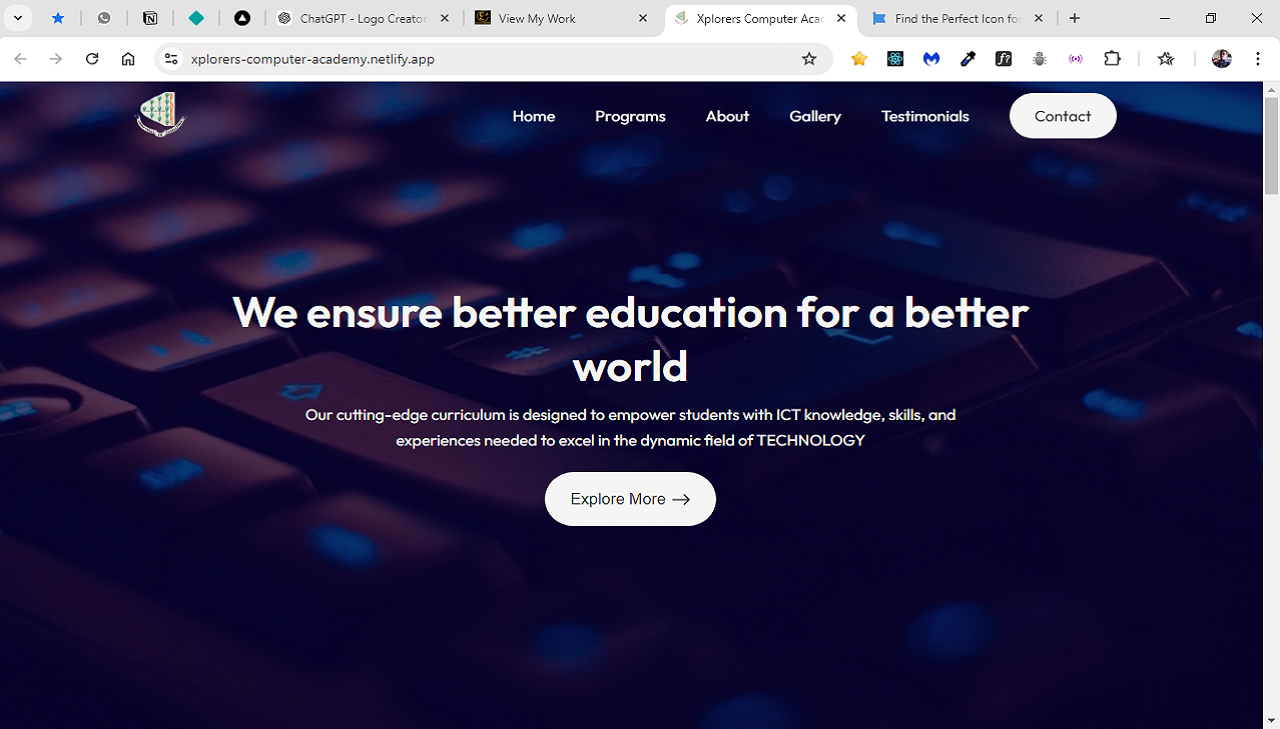 ChatGPT - Logo Creator
View My Work
Xplorers Computer Aca
Find the Perfect Icon fo
xplorers-computer-academy.netlify.app
f?
Home
Programs
About
Gallery
Testimonials
Contact
We ensure better education for a better
world
Our cutting-edge curriculum is designed to empower students with ICT knowledge, skills, and
experiences needed to excel in the dynamic field of TECHNOLOGY
Explore More →